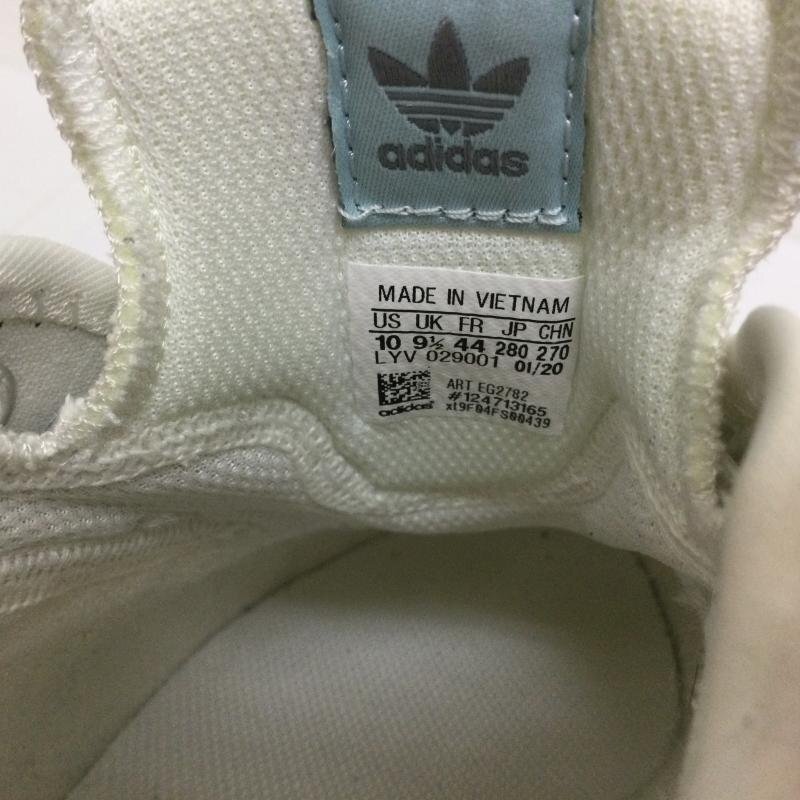 adidas
MADE IN VIETNAM
US UK FR JP CHN
10 9½ 44 280 270
LYV 029001 01/20
ART EG2782
#124713165
adidas xt9F04FS00439